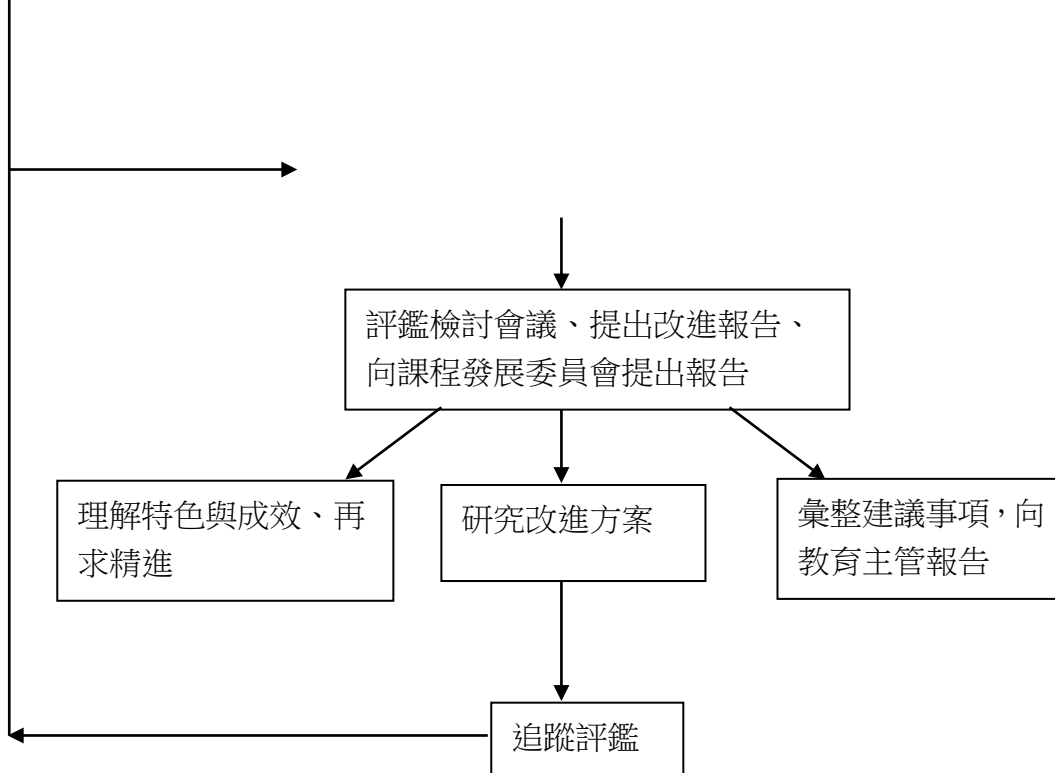 評鑑檢討會議、提出改進報告、
向課程發展委員會提出報告
理解特色與成效、再
求精進
研究改進方案
彙整建議事項，向
教育主管報告
追蹤評鑑